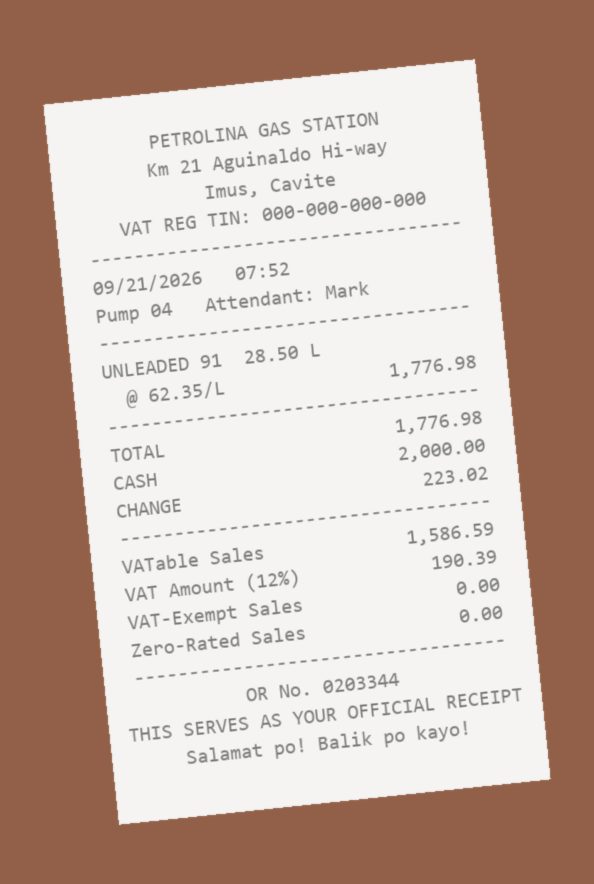 PETROLINA GAS STATION
Km 21 Aguinaldo Hi-way
Imus, Cavite
VAT REG TIN: 000-000-000-000
----------------------------------
09/21/2026   07:52
Pump 04   Attendant: Mark
----------------------------------
UNLEADED 91  28.50 L
@ 62.35/L   1,776.98
----------------------------------
TOTAL   1,776.98
CASH   2,000.00
CHANGE   223.02
----------------------------------
VATable Sales   1,586.59
VAT Amount (12%)   190.39
VAT-Exempt Sales   0.00
Zero-Rated Sales   0.00
----------------------------------
OR No. 0203344
THIS SERVES AS YOUR OFFICIAL RECEIPT
Salamat po! Balik po kayo!